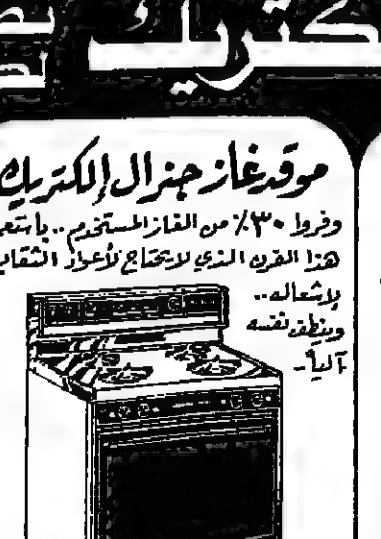 كتريك
موقد غاز جنرال إلكتريك
وفروا ٣٠٪ من الغاز المستخدم..
هذا الفرن الذي لا يحتاج لأعواد الثقاب
لإشعاله..
وينظف نفسه
آلياً-